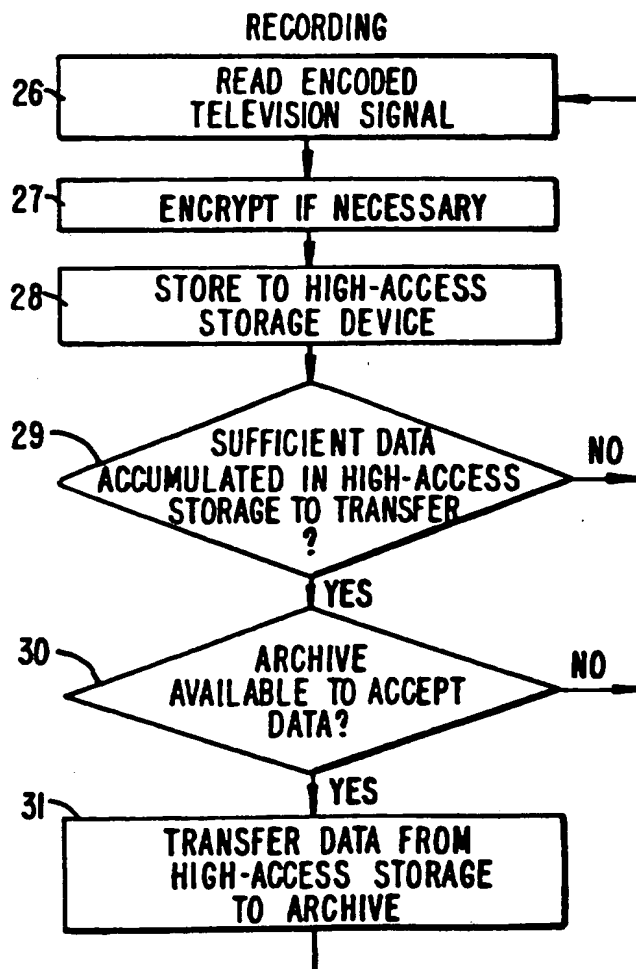 RECORDING
26
READ ENCODED
TELEVISION SIGNAL
27
ENCRYPT IF NECESSARY
28
STORE TO HIGH-ACCESS
STORAGE DEVICE
29
SUFFICIENT DATA
ACCUMULATED IN HIGH-ACCESS
STORAGE TO TRANSFER
?
NO
YES
30
ARCHIVE
AVAILABLE TO ACCEPT
DATA?
NO
YES
31
TRANSFER DATA FROM
HIGH-ACCESS STORAGE
TO ARCHIVE